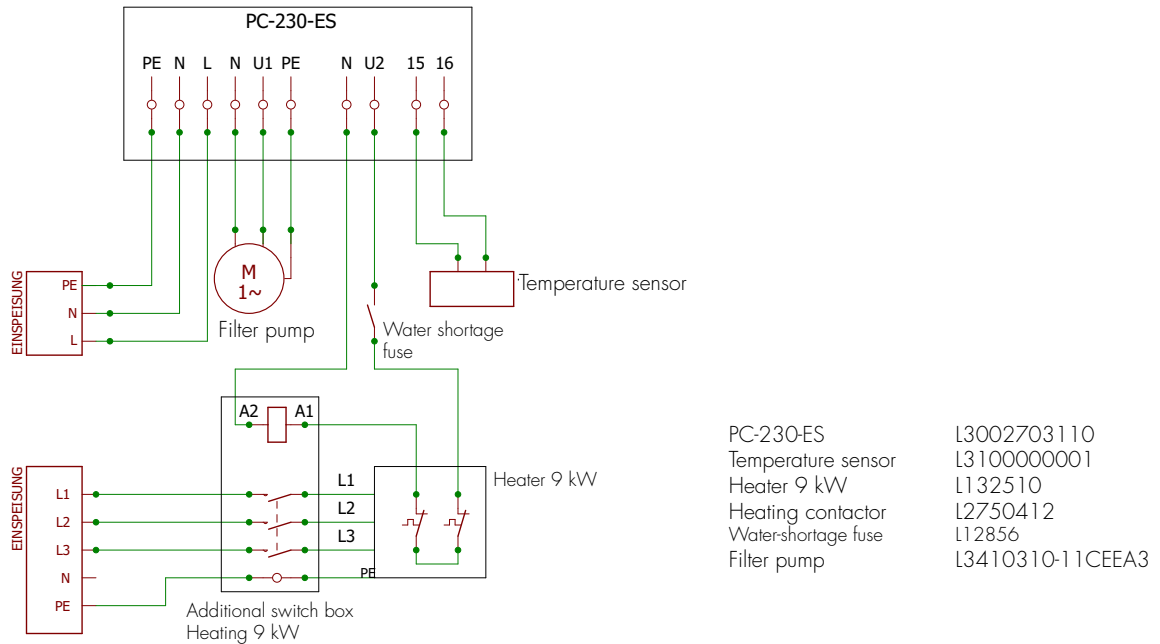 PC-230-ES
PE N L N U1 PE N U2 15 16
EINSPEISUNG
PE
N
L
M
1~
Filter pump
Temperature sensor
Water shortage
fuse
A2 A1
EINSPEISUNG
L1
L2
L3
N
PE
L1
L2
L3
PE
Heater 9 kW
Additional switch box
Heating 9 kW
PC-230-ES L3002703110
Temperature sensor L3100000001
Heater 9 kW L132510
Heating contactor L2750412
Water-shortage fuse L12856
Filter pump L3410310-11CEEA3